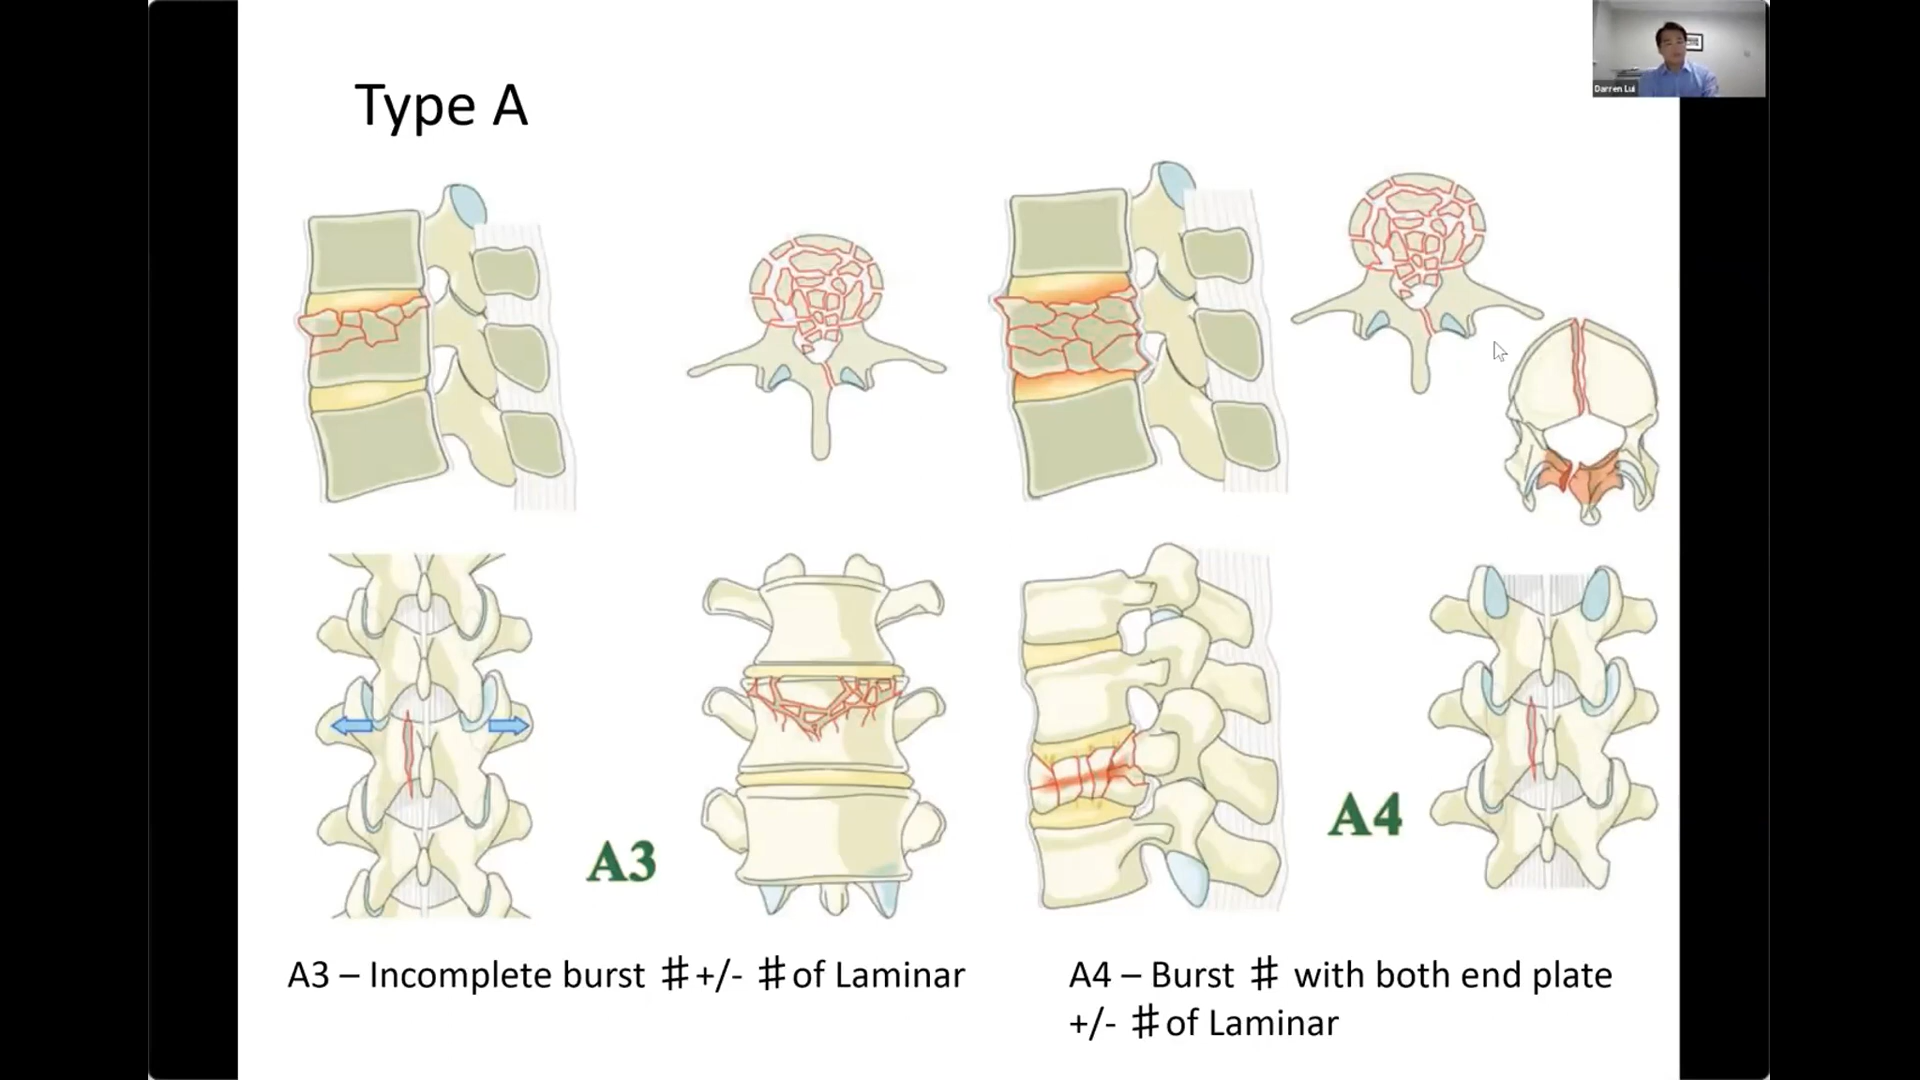 Type A
Darren Lui
A3
A4
A3 – Incomplete burst # +/- # of Laminar
A4 – Burst # with both end plate
+/- # of Laminar